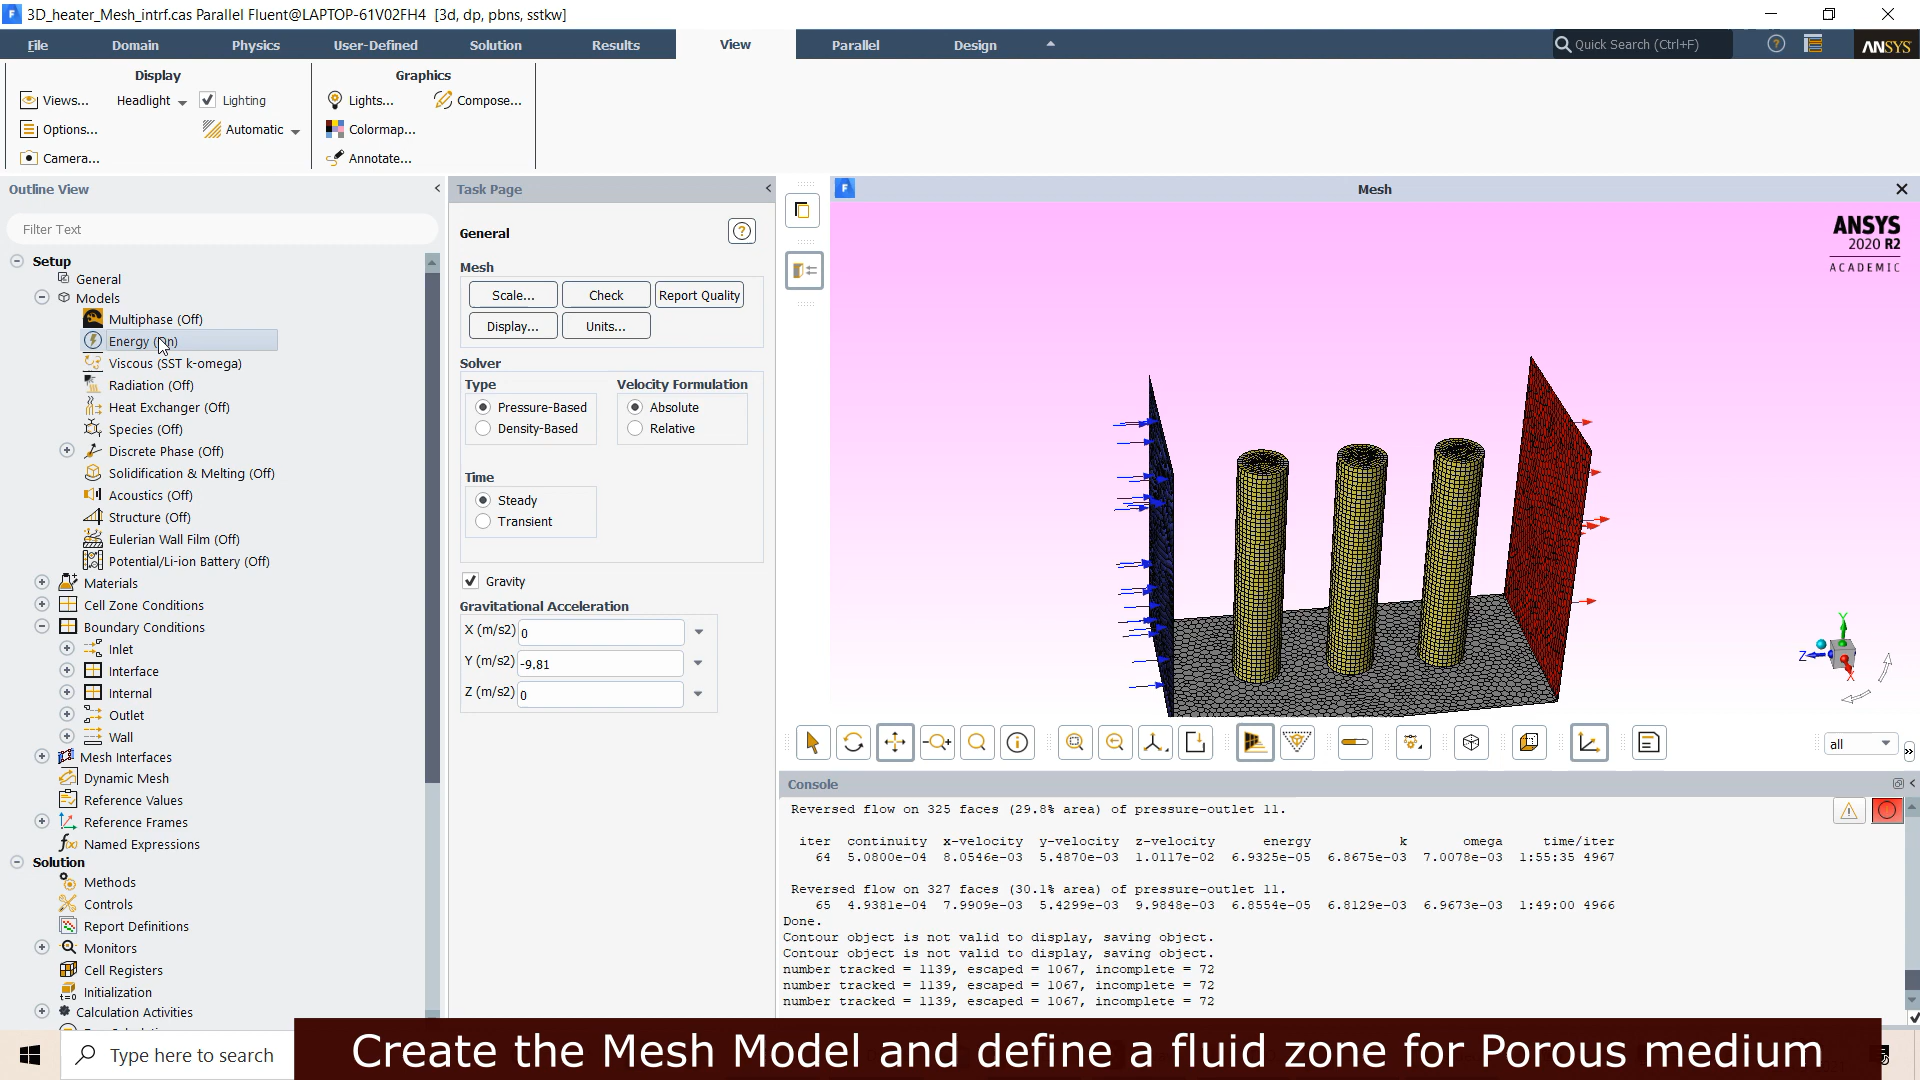 3D_heater_Mesh_intrf.cas Parallel Fluent@LAPTOP-61V02FH4 [3d, dp, pbns, sstkw]
File Domain Physics User-Defined Solution Results View Parallel Design Quick Search (Ctrl+F) ANSYS
Display
Views... Headlight Lighting
Options... Automatic
Camera...
Graphics
Lights... Compose...
Colormap...
Annotate...
Outline View
Filter Text
Setup
General
Models
Multiphase (Off)
Energy (On)
Viscous (SST k-omega)
Radiation (Off)
Heat Exchanger (Off)
Species (Off)
Discrete Phase (Off)
Solidification & Melting (Off)
Acoustics (Off)
Structure (Off)
Eulerian Wall Film (Off)
Potential/Li-ion Battery (Off)
Materials
Cell Zone Conditions
Boundary Conditions
Inlet
Interface
Internal
Outlet
Wall
Mesh Interfaces
Dynamic Mesh
Reference Values
Reference Frames
Named Expressions
Solution
Methods
Controls
Report Definitions
Monitors
Cell Registers
Initialization
Calculation Activities
Task Page
General
Mesh
Scale... Check Report Quality
Display... Units...
Solver
Type Velocity Formulation
Pressure-Based Absolute
Density-Based Relative
Time
Steady
Transient
Gravity
Gravitational Acceleration
X (m/s2) 0
Y (m/s2) -9.81
Z (m/s2) 0
Mesh
ANSYS
2020 R2
ACADEMIC
Y
Z
X
all
Console
Reversed flow on 325 faces (29.8% area) of pressure-outlet 11.
iter continuity x-velocity y-velocity z-velocity energy k omega time/iter
64 5.0800e-04 8.0546e-03 5.4870e-03 1.0117e-02 6.9325e-05 6.8675e-03 7.0078e-03 1:55:35 4967
Reversed flow on 327 faces (30.1% area) of pressure-outlet 11.
65 4.9381e-04 7.9909e-03 5.4299e-03 9.9848e-03 6.8554e-05 6.8129e-03 6.9673e-03 1:49:00 4966
Done.
Contour object is not valid to display, saving object.
Contour object is not valid to display, saving object.
number tracked = 1139, escaped = 1067, incomplete = 72
number tracked = 1139, escaped = 1067, incomplete = 72
number tracked = 1139, escaped = 1067, incomplete = 72
Type here to search
Create the Mesh Model and define a fluid zone for Porous medium